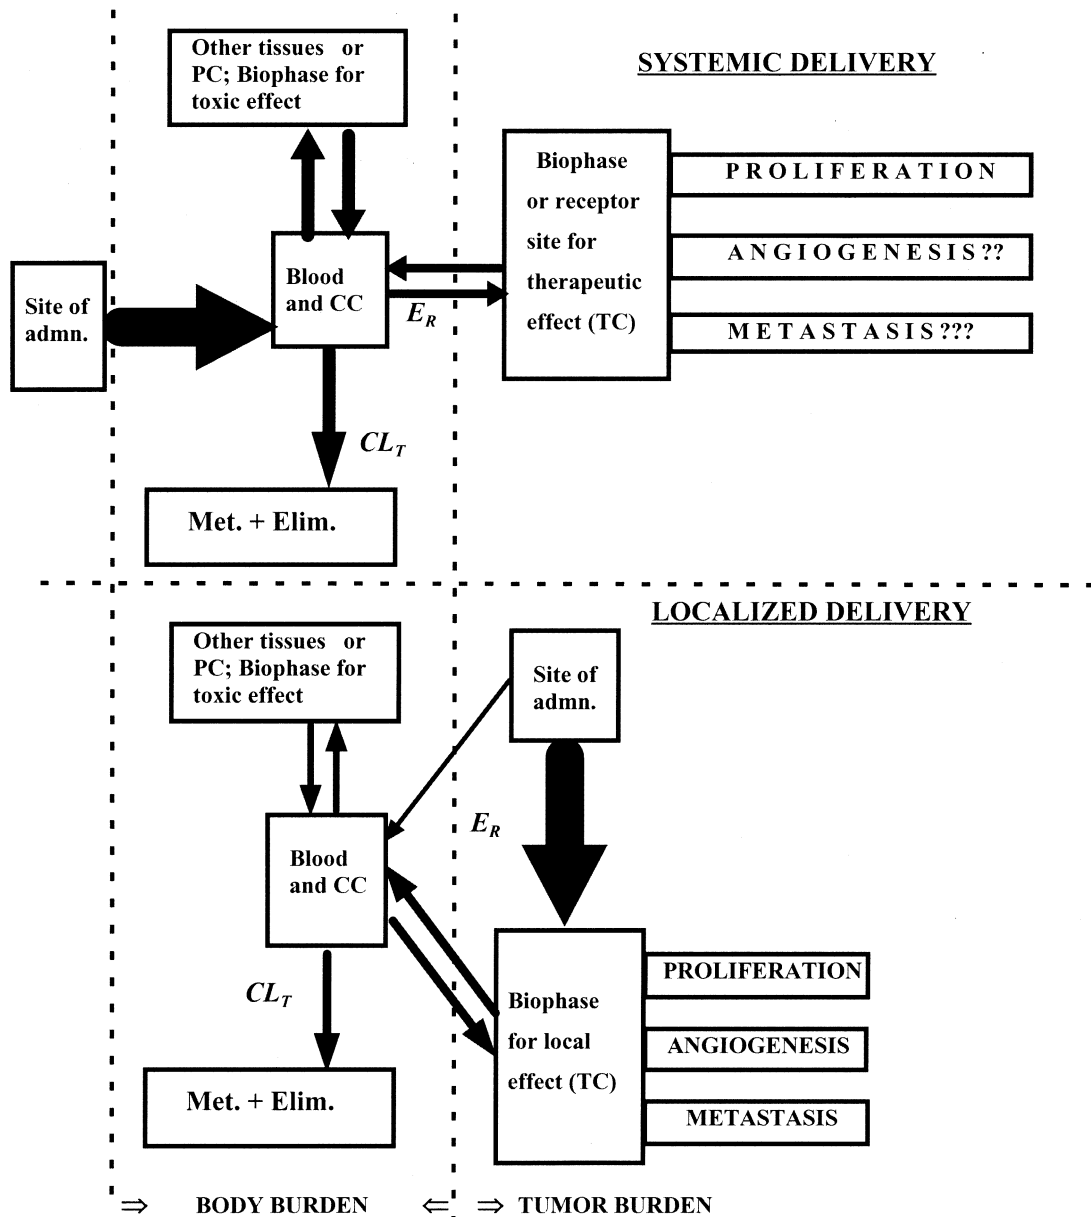 SYSTEMIC DELIVERY
Other tissues or
PC; Biophase for
toxic effect
Site of
admn.
Blood
and CC
E_R
CL_T
Met. + Elim.
Biophase
or receptor
site for
therapeutic
effect (TC)
PROLIFERATION
ANGIOGENESIS??
METASTASIS???
LOCALIZED DELIVERY
Other tissues or
PC; Biophase for
toxic effect
Site of
admn.
Blood
and CC
E_R
CL_T
Met. + Elim.
Biophase
for local
effect (TC)
PROLIFERATION
ANGIOGENESIS
METASTASIS
⇒ BODY BURDEN ⇐ ⇒ TUMOR BURDEN